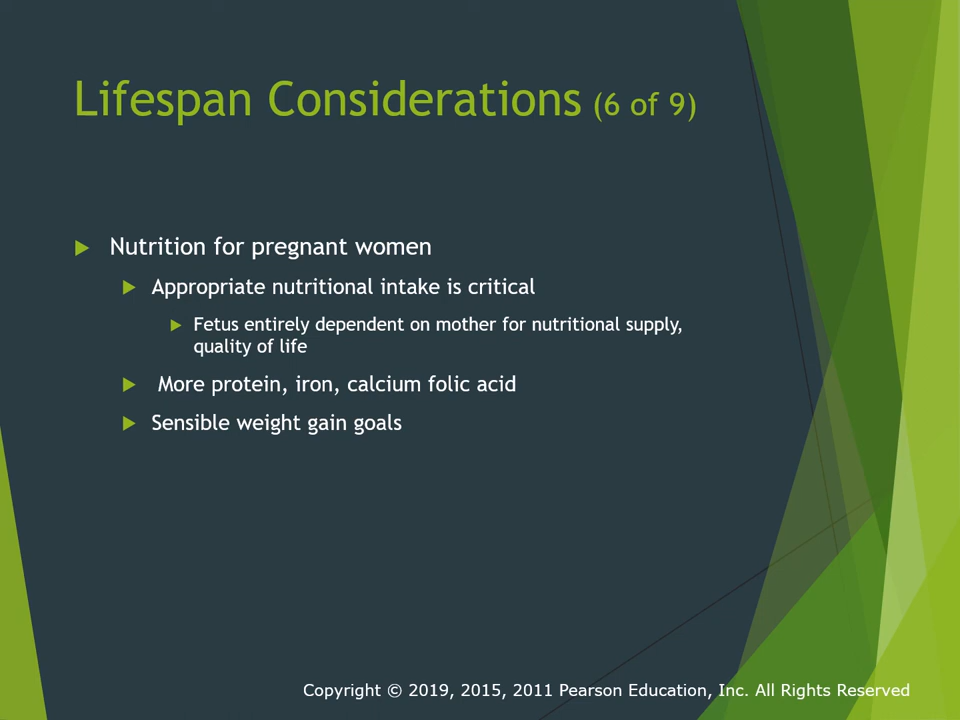 Lifespan Considerations (6 of 9)
Nutrition for pregnant women
Appropriate nutritional intake is critical
Fetus entirely dependent on mother for nutritional supply,
quality of life
More protein, iron, calcium folic acid
Sensible weight gain goals
Copyright © 2019, 2015, 2011 Pearson Education, Inc. All Rights Reserved